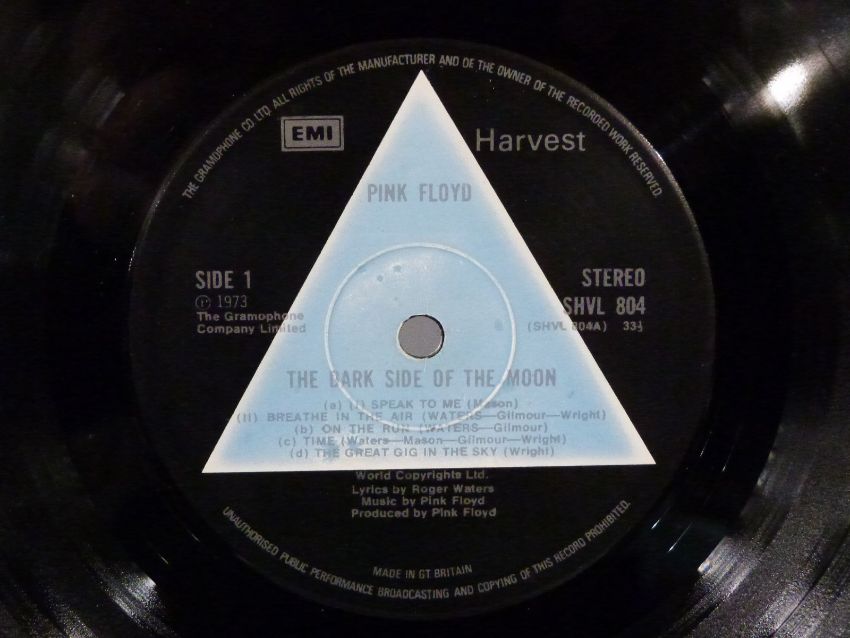 THE GRAMOPHONE CO LTD. ALL RIGHTS OF THE MANUFACTURER AND OF THE OWNER OF THE RECORDED WORK RESERVED.
EMI
Harvest
PINK FLOYD
SIDE 1
STEREO
Ⓟ 1973
SHVL 804
The Gramophone
Company Limited
(SHVL 804A) 33⅓
THE DARK SIDE OF THE MOON
(a) (i) SPEAK TO ME (Mason)
(ii) BREATHE IN THE AIR (WATERS—Gilmour—Wright)
(b) ON THE RUN (WATERS—Gilmour)
(c) TIME (Waters—Mason—Gilmour—Wright)
(d) THE GREAT GIG IN THE SKY (Wright)
World Copyrights Ltd.
Lyrics by Roger Waters
Music by Pink Floyd
Produced by Pink Floyd
MADE IN GT. BRITAIN
UNAUTHORISED PUBLIC PERFORMANCE BROADCASTING AND COPYING OF THIS RECORD PROHIBITED.